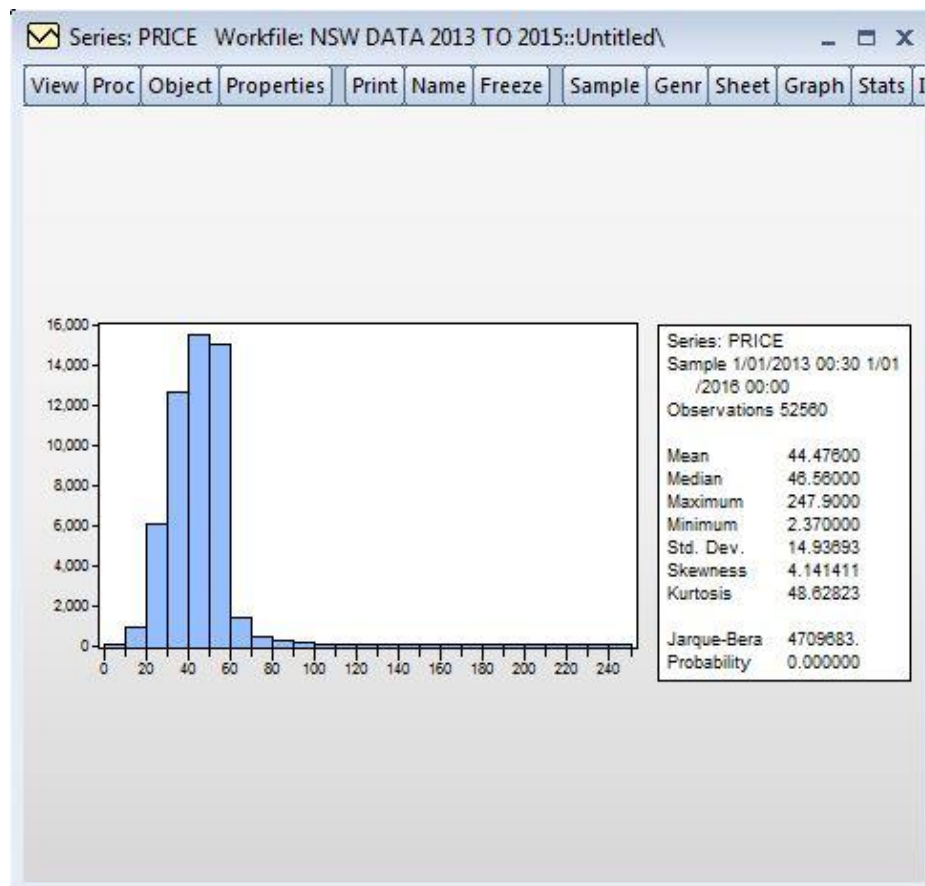 Series: PRICE Workfile: NSW DATA 2013 TO 2015::Untitled\
View Proc Object Properties Print Name Freeze Sample Genr Sheet Graph Stats
16,000
14,000
12,000
10,000
8,000
6,000
4,000
2,000
0
0 20 40 60 80 100 120 140 160 180 200 220 240
Series: PRICE
Sample 1/01/2013 00:30 1/01
/2016 00:00
Observations 52560
Mean 44.47600
Median 46.56000
Maximum 247.9000
Minimum 2.370000
Std. Dev. 14.93693
Skewness 4.141411
Kurtosis 48.62823
Jarque-Bera 4709683.
Probability 0.000000